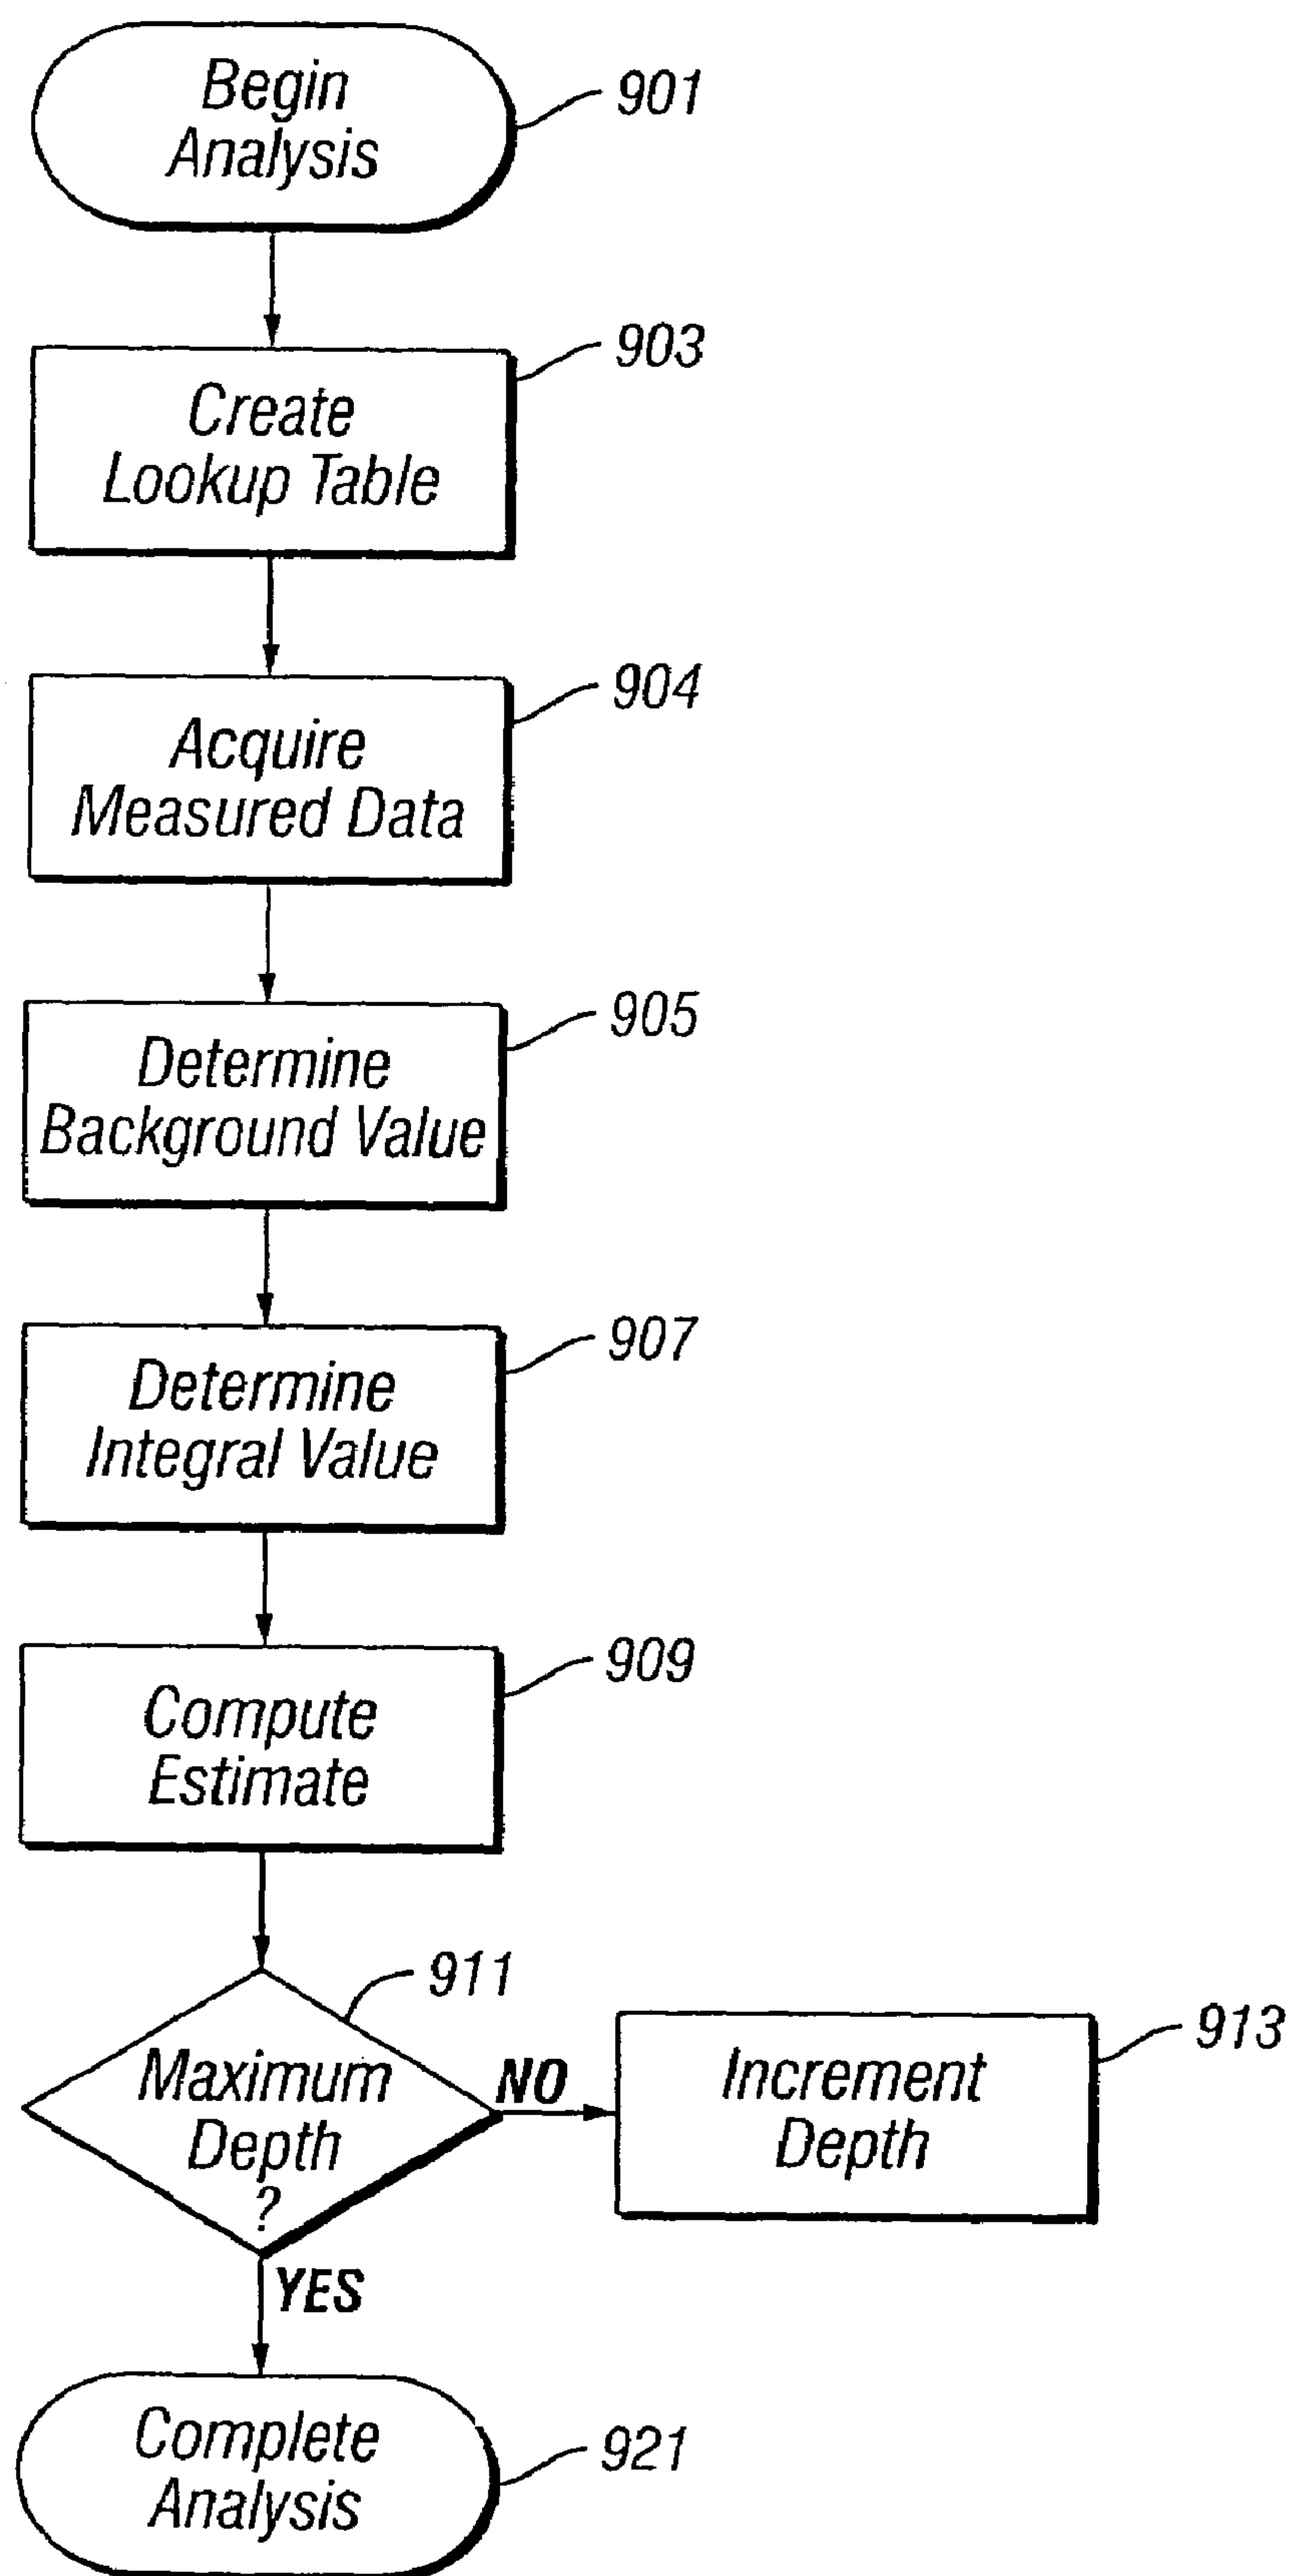 Begin
Analysis
901
Create
Lookup Table
903
Acquire
Measured Data
904
Determine
Background Value
905
Determine
Integral Value
907
Compute
Estimate
909
Maximum
Depth
?
911
NO
Increment
Depth
913
YES
Complete
Analysis
921